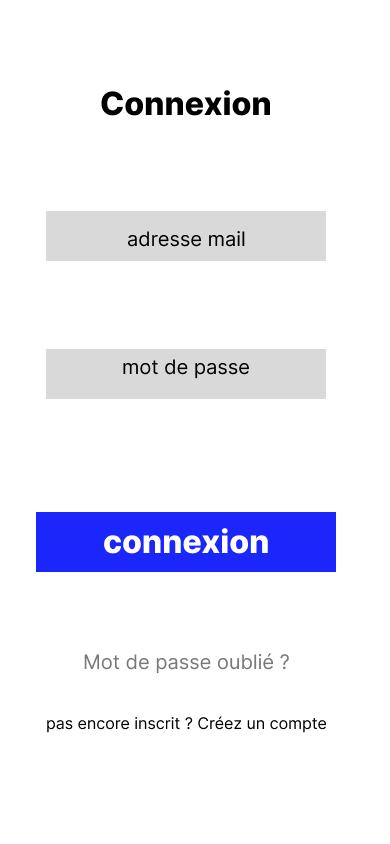 Connexion
adresse mail
mot de passe
connexion
Mot de passe oublié ?
pas encore inscrit ? Créez un compte